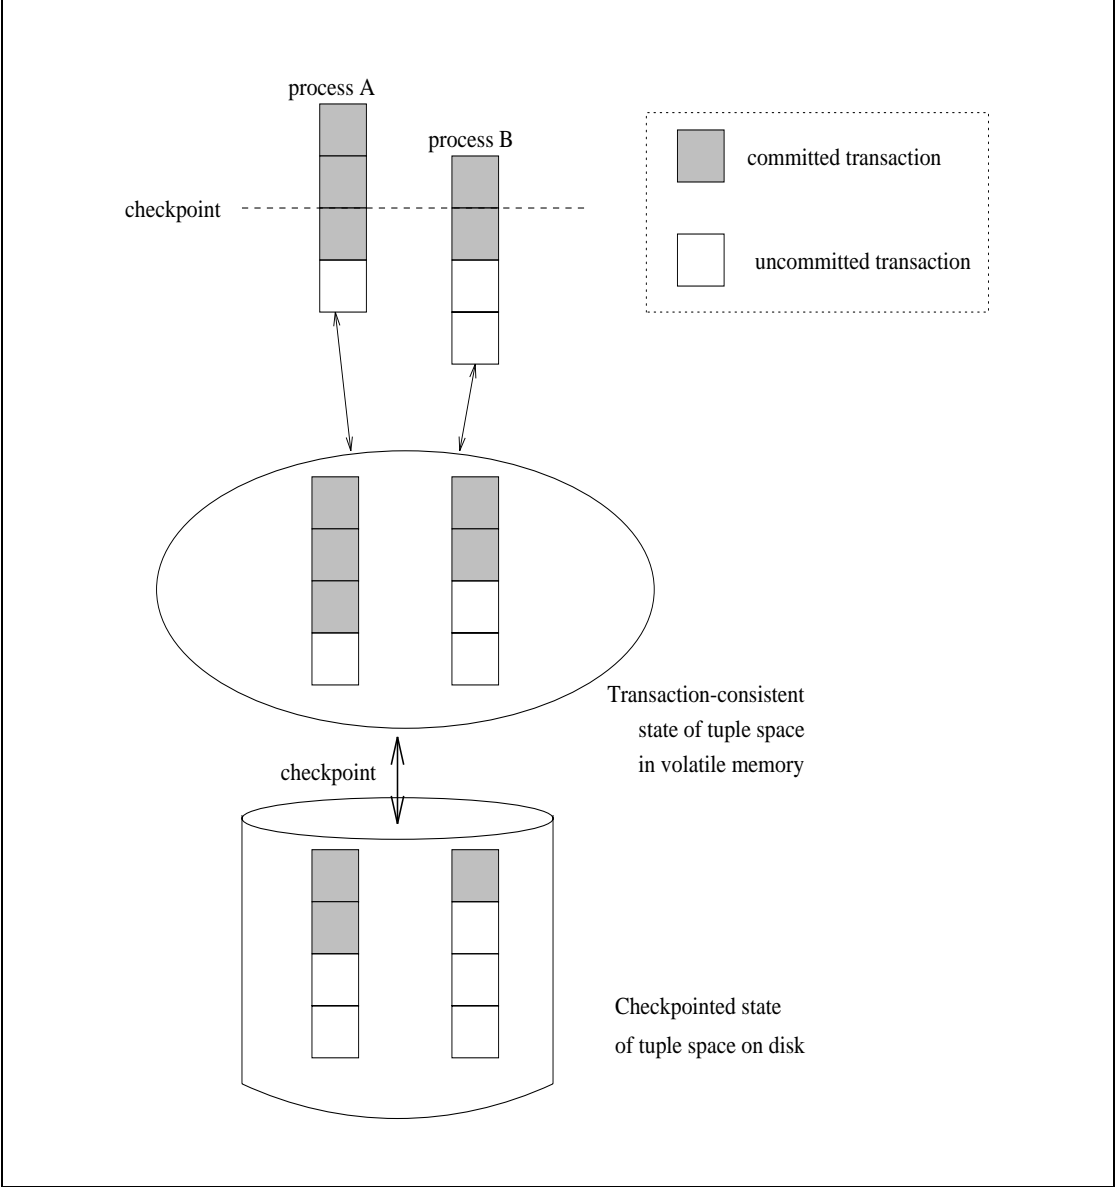 process A
process B
committed transaction
checkpoint
uncommitted transaction
Transaction-consistent
state of tuple space
in volatile memory
checkpoint
Checkpointed state
of tuple space on disk